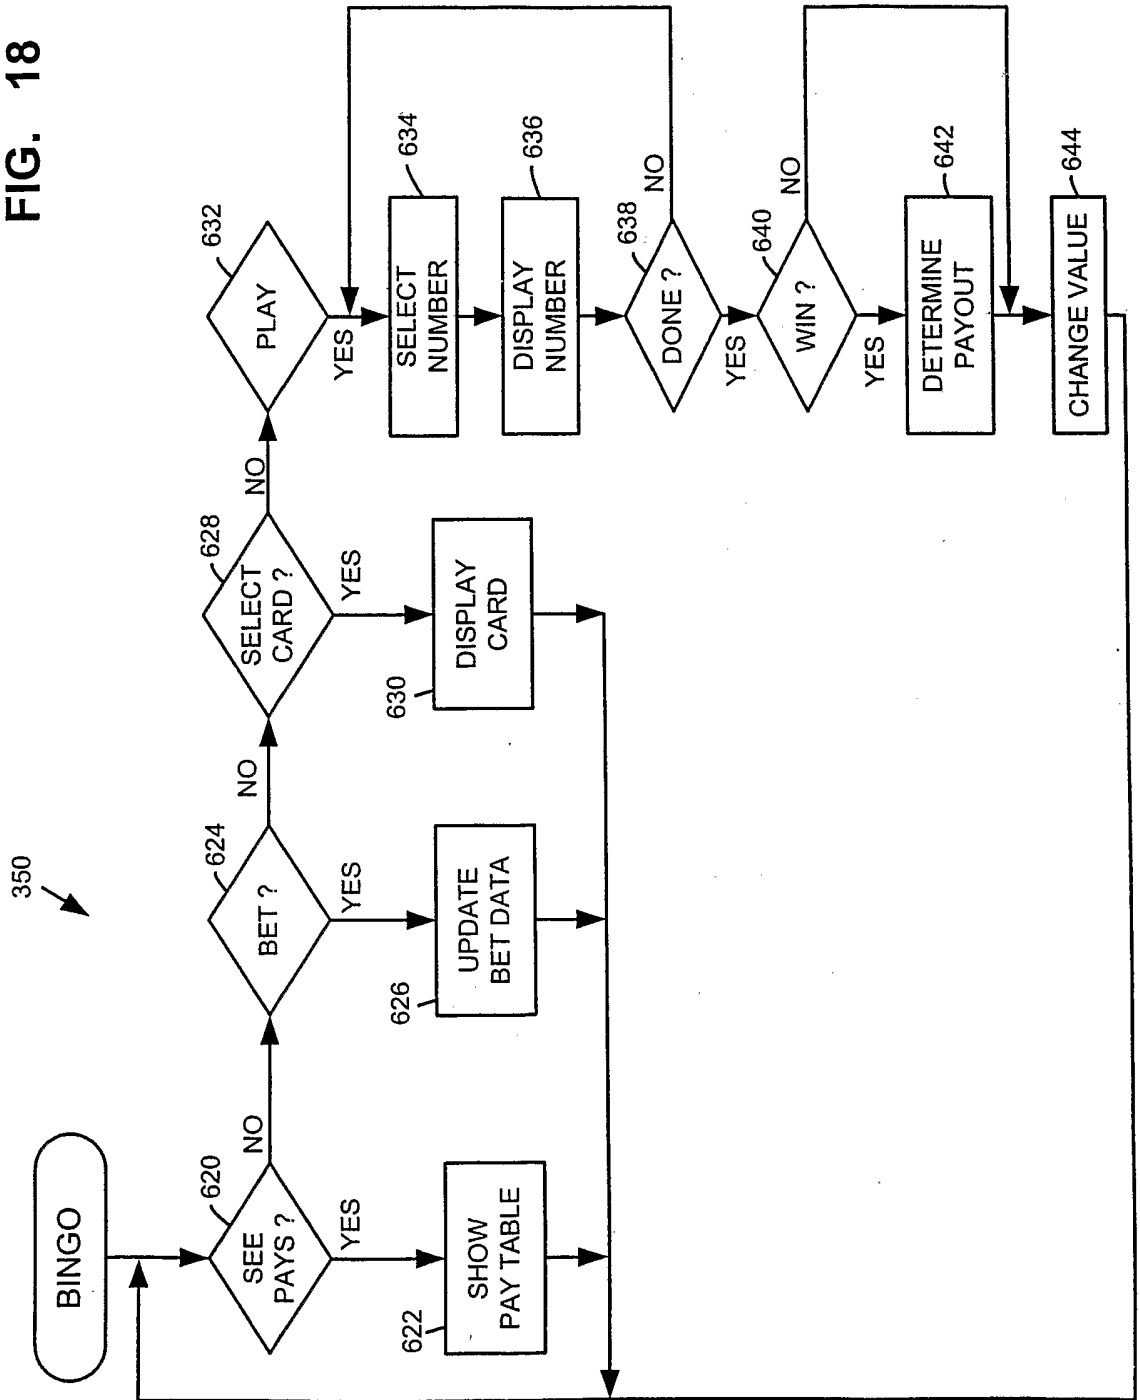 FIG. 18
350
BINGO
620
SEE
PAYS ?
NO
YES
622
SHOW
PAY TABLE
624
BET ?
NO
YES
626
UPDATE
BET DATA
628
SELECT
CARD ?
NO
YES
630
DISPLAY
CARD
632
PLAY
YES
634
SELECT
NUMBER
636
DISPLAY
NUMBER
638
DONE ?
NO
YES
640
WIN ?
NO
YES
642
DETERMINE
PAYOUT
644
CHANGE VALUE